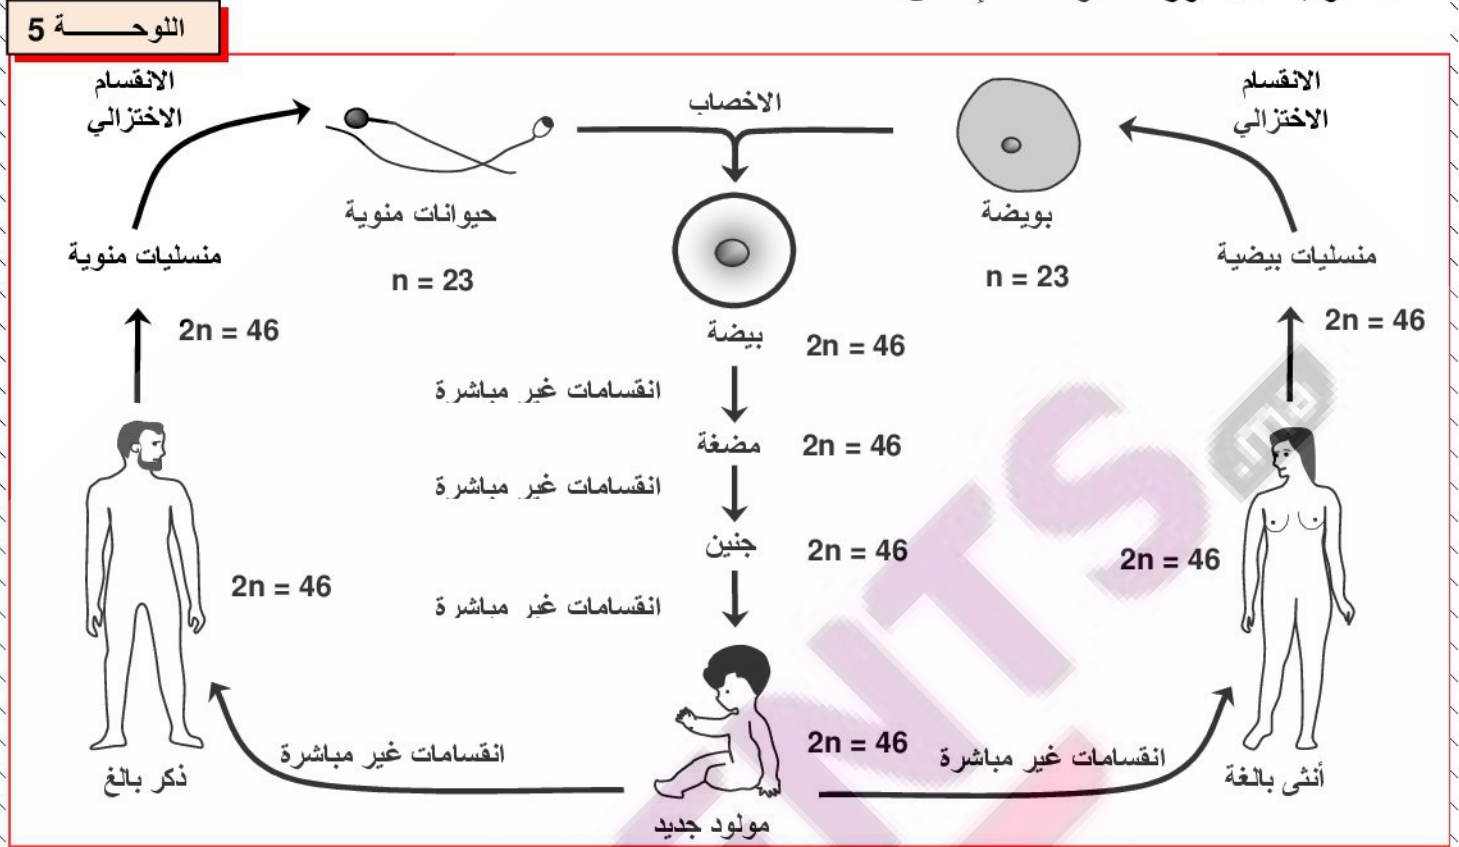 اللوحـــــــة 5
الانقسام
الاختزالي
الاخصاب
الانقسام
الاختزالي
حيوانات منوية
بويضة
منسليات منوية
منسليات بيضية
n = 23
n = 23
2n = 46
2n = 46
بيضة
2n = 46
انقسامات غير مباشرة
مضغة
2n = 46
انقسامات غير مباشرة
جنين
2n = 46
2n = 46
2n = 46
انقسامات غير مباشرة
2n = 46
انقسامات غير مباشرة
انقسامات غير مباشرة
ذكر بالغ
أنثى بالغة
مولود جديد